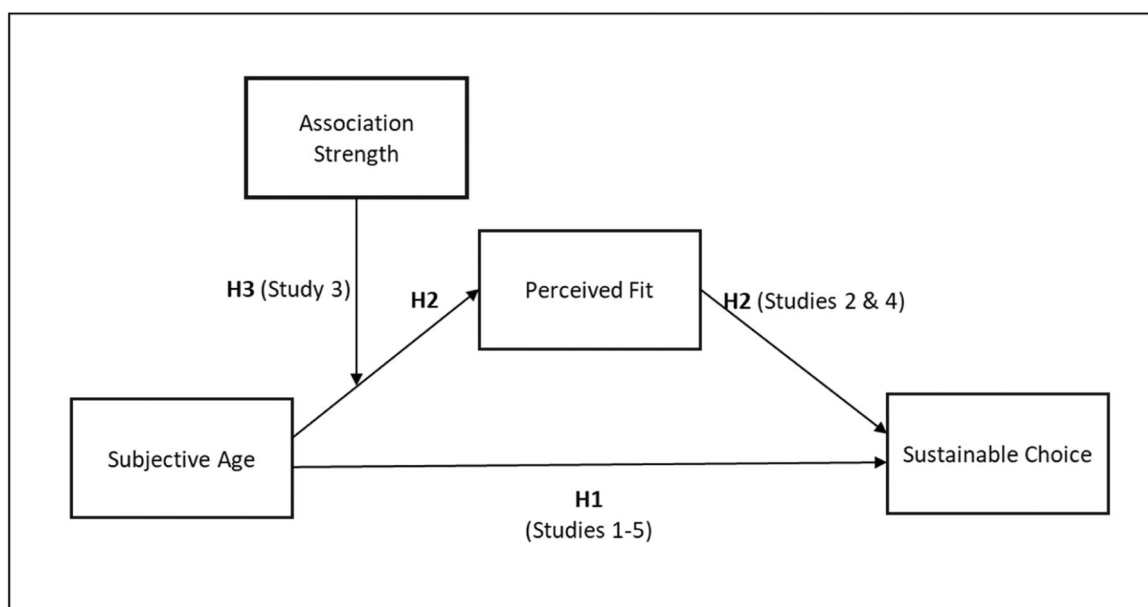 Association
Strength
H3 (Study 3)
H2
Perceived Fit
H2 (Studies 2 & 4)
Subjective Age
Sustainable Choice
H1
(Studies 1-5)